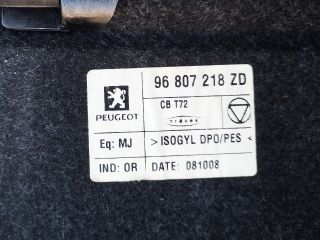 96 807 218 ZD
PEUGEOT
CB T72
Eq: MJ
> ISOGYL DPO/PES <
IND: OR
DATE: 081008